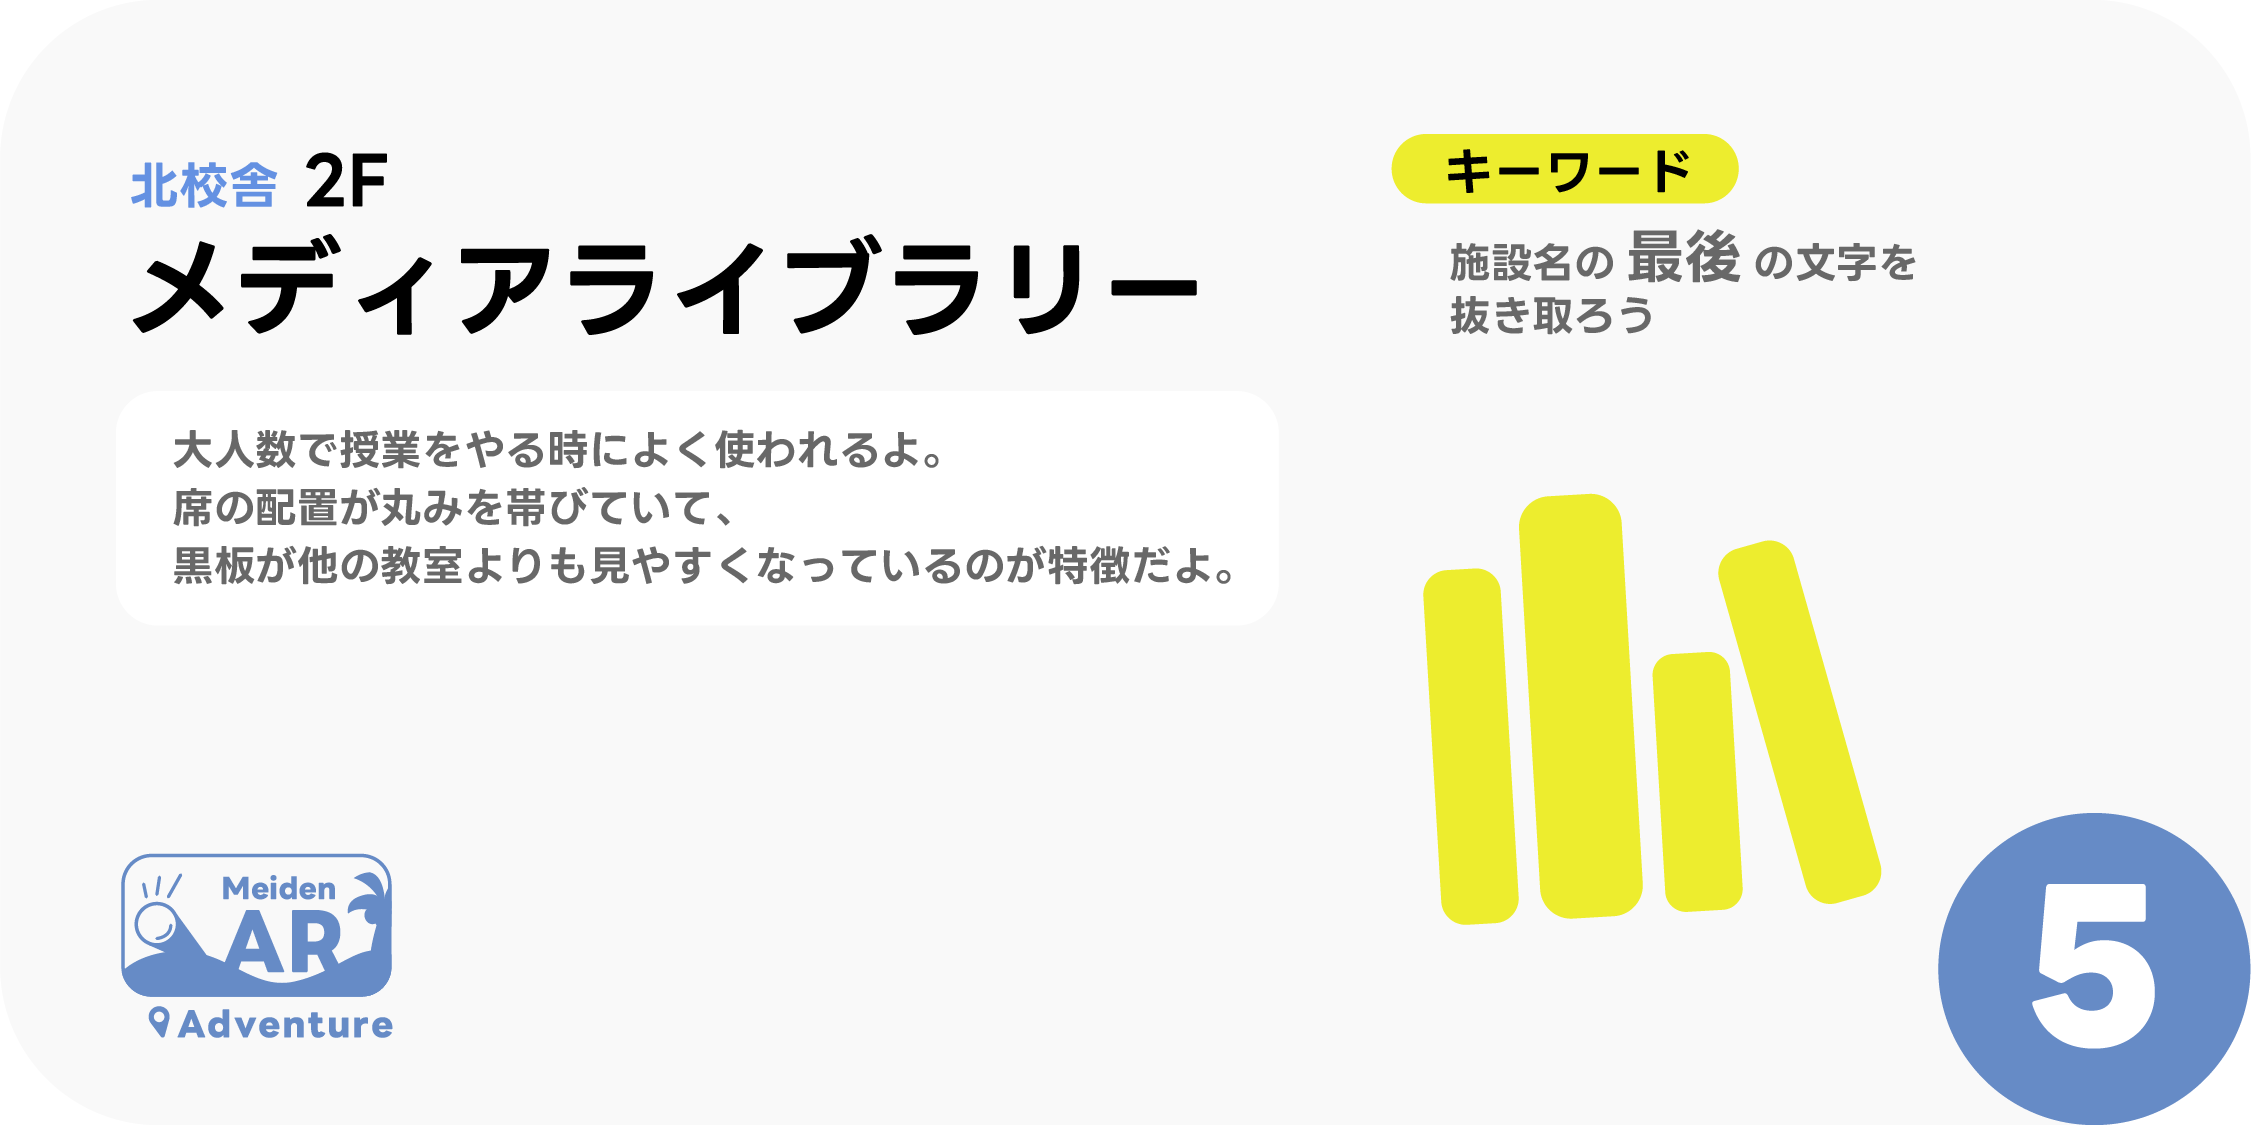 北校舎 2F
メディアライブラリー
大人数で授業をやる時によく使われるよ。
席の配置が丸みを帯びていて、
黒板が他の教室よりも見やすくなっているのが特徴だよ。
キーワード
施設名の 最後 の文字を
抜き取ろう
Meiden
AR
Adventure
5